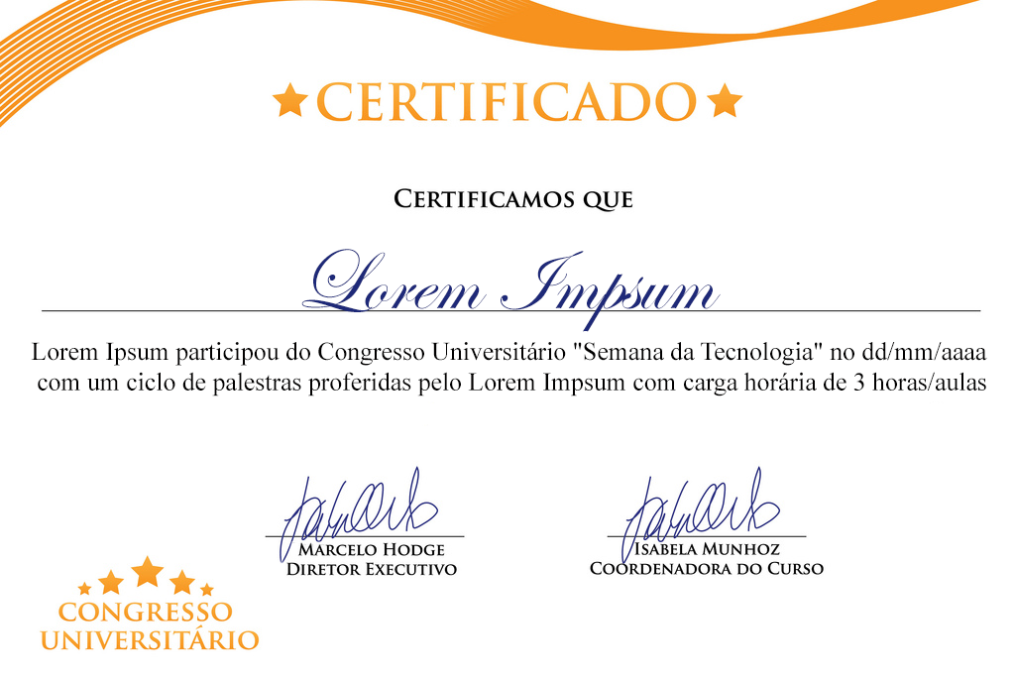 CERTIFICADO
CERTIFICAMOS QUE
Lorem Impsum
Lorem Ipsum participou do Congresso Universitário "Semana da Tecnologia" no dd/mm/aaaa
com um ciclo de palestras proferidas pelo Lorem Impsum com carga horária de 3 horas/aulas
MARCELO HODGE
DIRETOR EXECUTIVO
ISABELA MUNHOZ
COORDENADORA DO CURSO
CONGRESSO
UNIVERSITÁRIO